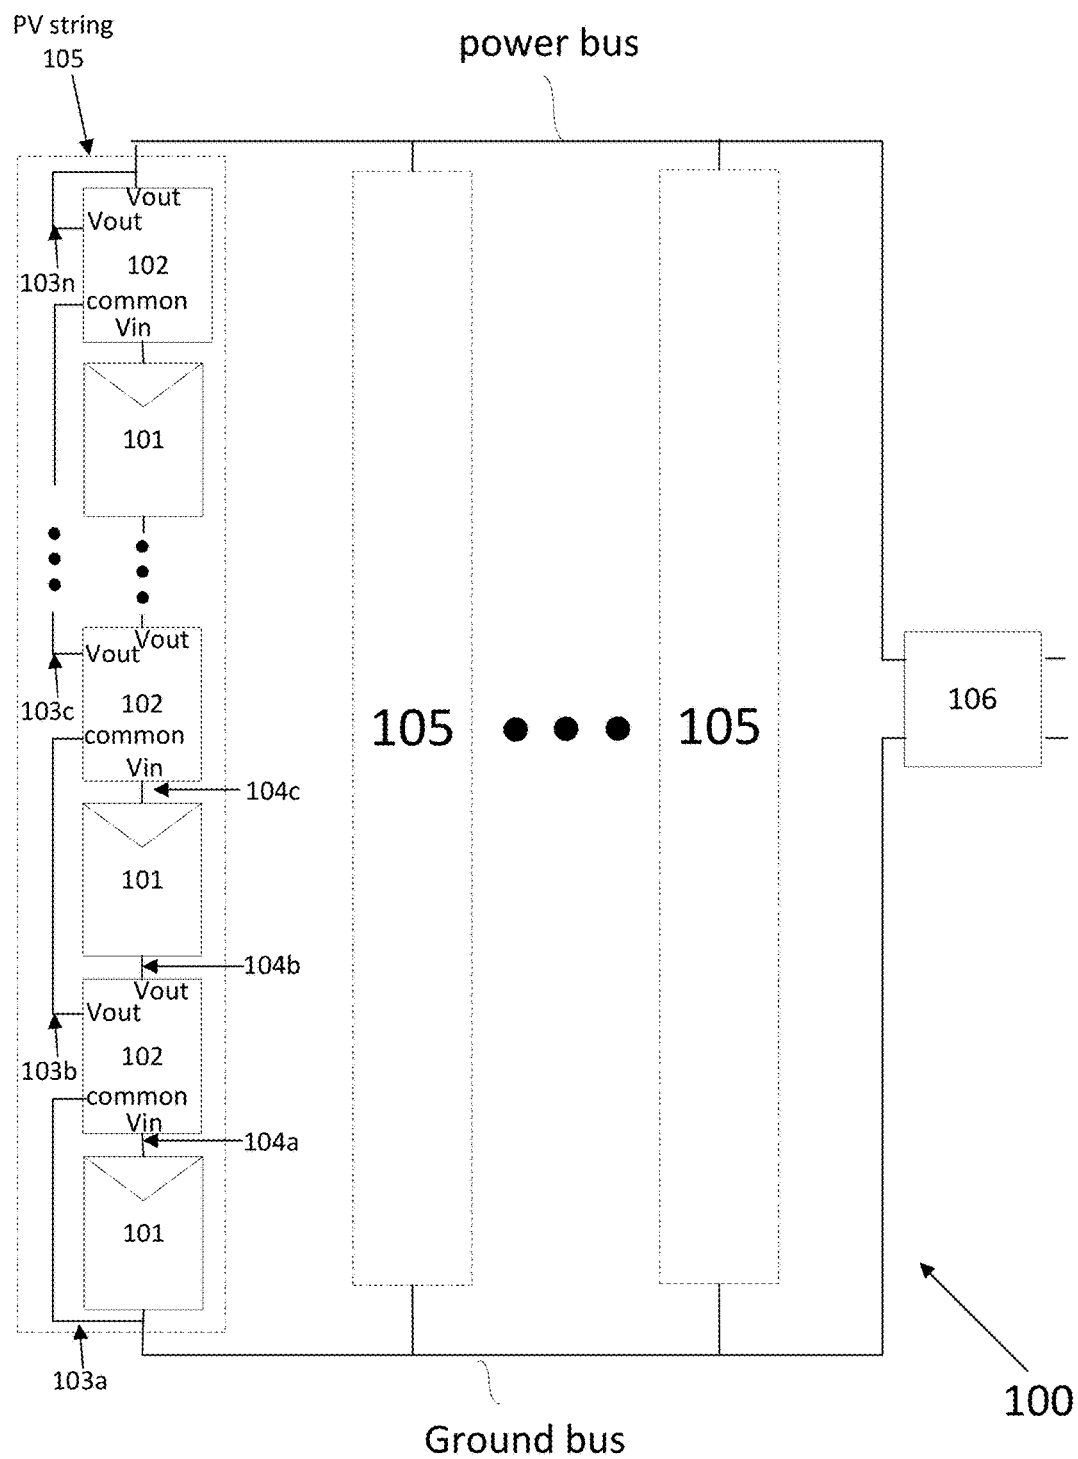 PV string
105
power bus
Vout
Vout
102
103n
common
Vin
101
Vout
Vout
102
103c
common
Vin
104c
101
104b
Vout
Vout
102
103b
common
Vin
104a
101
103a
105
105
106
100
Ground bus